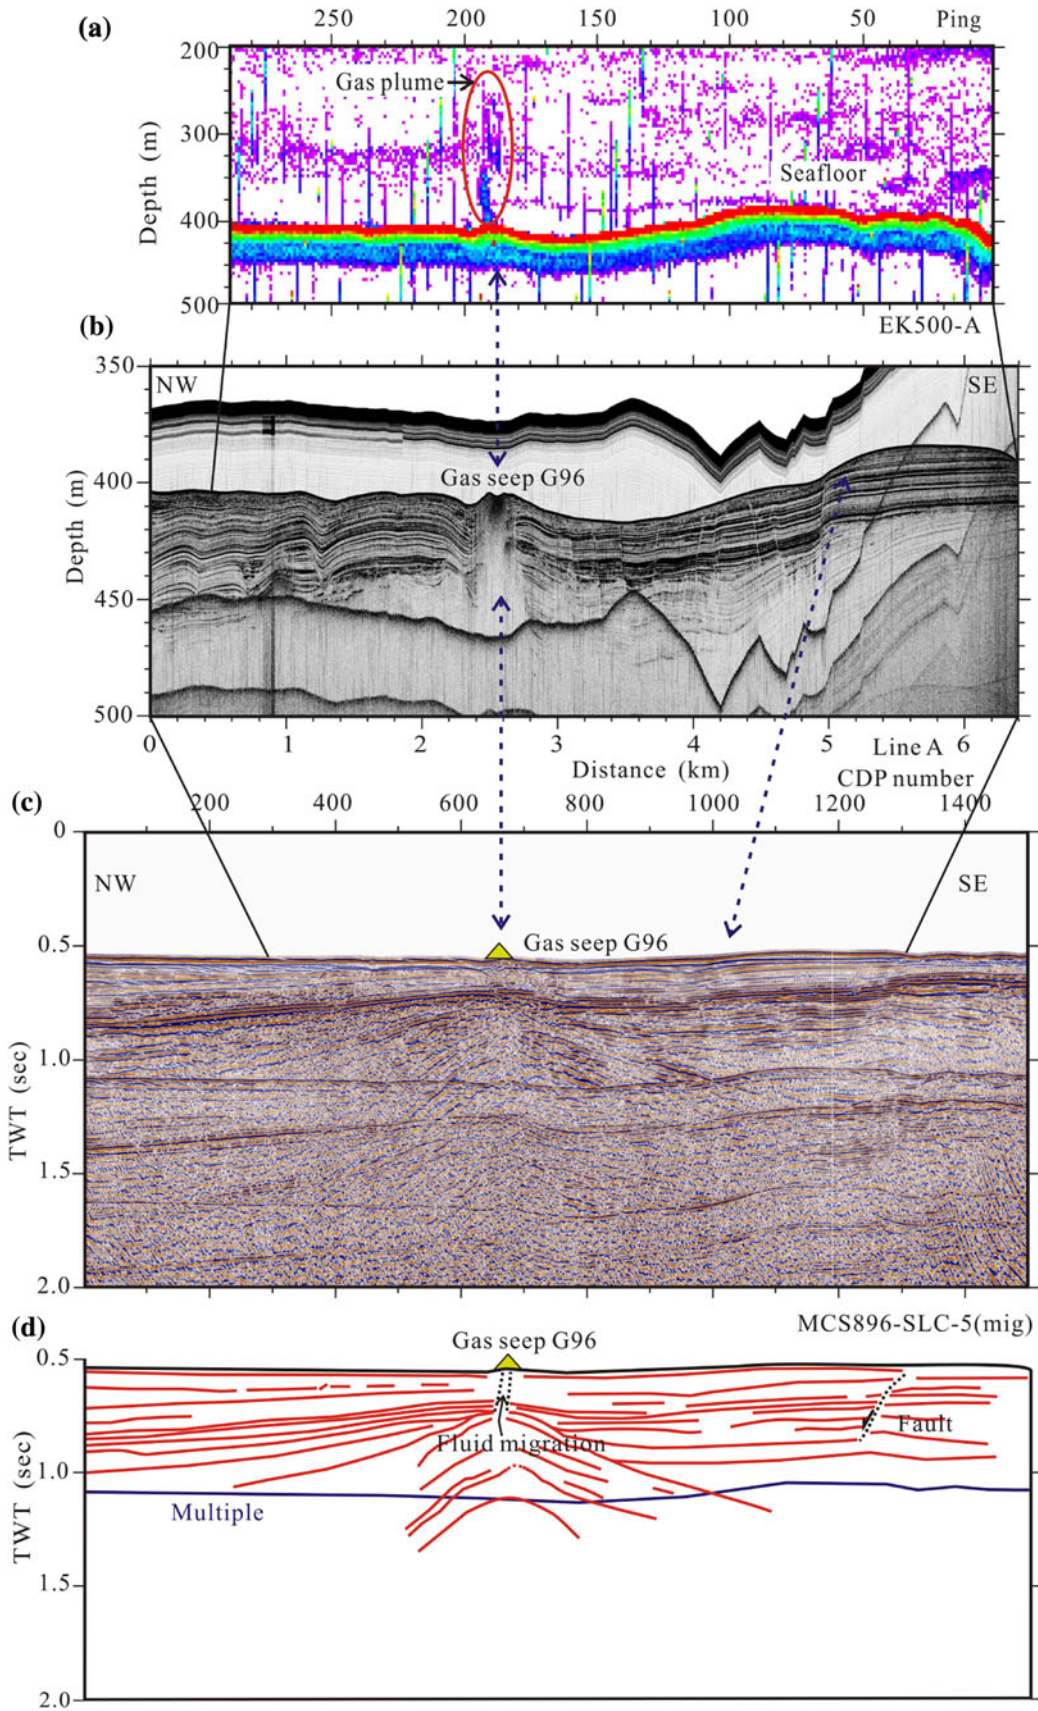 (a)
250 200 150 100 50 Ping
200
Gas plume
300
Seafloor
400
500
Depth (m)
EK500-A
(b)
350
NW SE
400
Gas seep G96
450
500
Depth (m)
0 1 2 3 4 5 Line A 6
Distance (km)
CDP number
(c)
200 400 600 800 1000 1200 1400
0
NW SE
0.5
Gas seep G96
1.0
1.5
2.0
TWT (sec)
MCS896-SLC-5(mig)
(d)
Gas seep G96
0.5
Fault
Fluid migration
1.0
Multiple
1.5
2.0
TWT (sec)